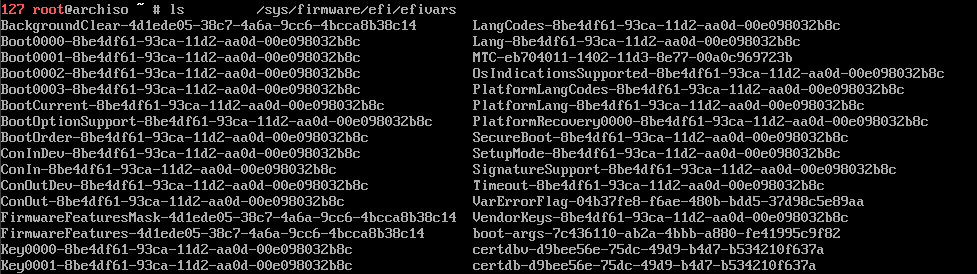 127 root@archiso ~ # ls /sys/firmware/efi/efivars
BackgroundClear-4d1ede05-38c7-4a6a-9cc6-4bcca8b38c14 LangCodes-8be4df61-93ca-11d2-aa0d-00e098032b8c
Boot0000-8be4df61-93ca-11d2-aa0d-00e098032b8c Lang-8be4df61-93ca-11d2-aa0d-00e098032b8c
Boot0001-8be4df61-93ca-11d2-aa0d-00e098032b8c MTC-eb704011-1402-11d3-8e77-00a0c969723b
Boot0002-8be4df61-93ca-11d2-aa0d-00e098032b8c OsIndicationsSupported-8be4df61-93ca-11d2-aa0d-00e098032b8c
Boot0003-8be4df61-93ca-11d2-aa0d-00e098032b8c PlatformLangCodes-8be4df61-93ca-11d2-aa0d-00e098032b8c
BootCurrent-8be4df61-93ca-11d2-aa0d-00e098032b8c PlatformLang-8be4df61-93ca-11d2-aa0d-00e098032b8c
BootOptionSupport-8be4df61-93ca-11d2-aa0d-00e098032b8c PlatformRecovery0000-8be4df61-93ca-11d2-aa0d-00e098032b8c
BootOrder-8be4df61-93ca-11d2-aa0d-00e098032b8c SecureBoot-8be4df61-93ca-11d2-aa0d-00e098032b8c
ConInDev-8be4df61-93ca-11d2-aa0d-00e098032b8c SetupMode-8be4df61-93ca-11d2-aa0d-00e098032b8c
ConIn-8be4df61-93ca-11d2-aa0d-00e098032b8c SignatureSupport-8be4df61-93ca-11d2-aa0d-00e098032b8c
ConOutDev-8be4df61-93ca-11d2-aa0d-00e098032b8c Timeout-8be4df61-93ca-11d2-aa0d-00e098032b8c
ConOut-8be4df61-93ca-11d2-aa0d-00e098032b8c VarErrorFlag-04b37fe8-f6ae-480b-bdd5-37d98c5e89aa
FirmwareFeaturesMask-4d1ede05-38c7-4a6a-9cc6-4bcca8b38c14 VendorKeys-8be4df61-93ca-11d2-aa0d-00e098032b8c
FirmwareFeatures-4d1ede05-38c7-4a6a-9cc6-4bcca8b38c14 boot-args-7c436110-ab2a-4bbb-a880-fe41995c9f82
Key0000-8be4df61-93ca-11d2-aa0d-00e098032b8c certdbv-d9bee56e-75dc-49d9-b4d7-b534210f637a
Key0001-8be4df61-93ca-11d2-aa0d-00e098032b8c certdb-d9bee56e-75dc-49d9-b4d7-b534210f637a